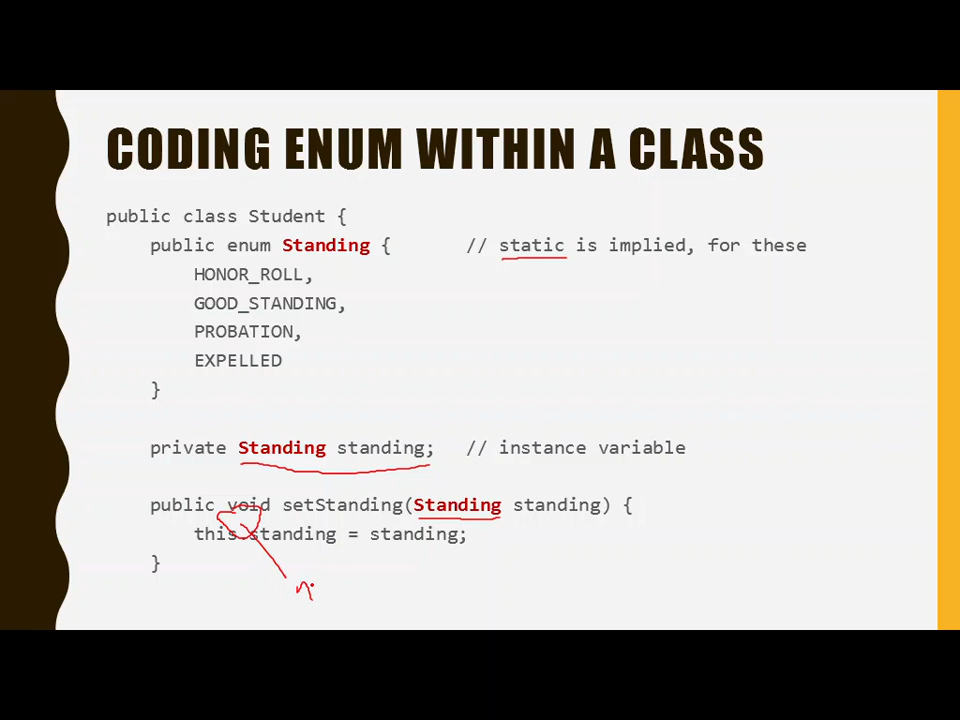 CODING ENUM WITHIN A CLASS
public class Student {
public enum Standing { // static is implied, for these
HONOR_ROLL,
GOOD_STANDING,
PROBATION,
EXPELLED
}
private Standing standing; // instance variable
public void setStanding(Standing standing) {
this.standing = standing;
}